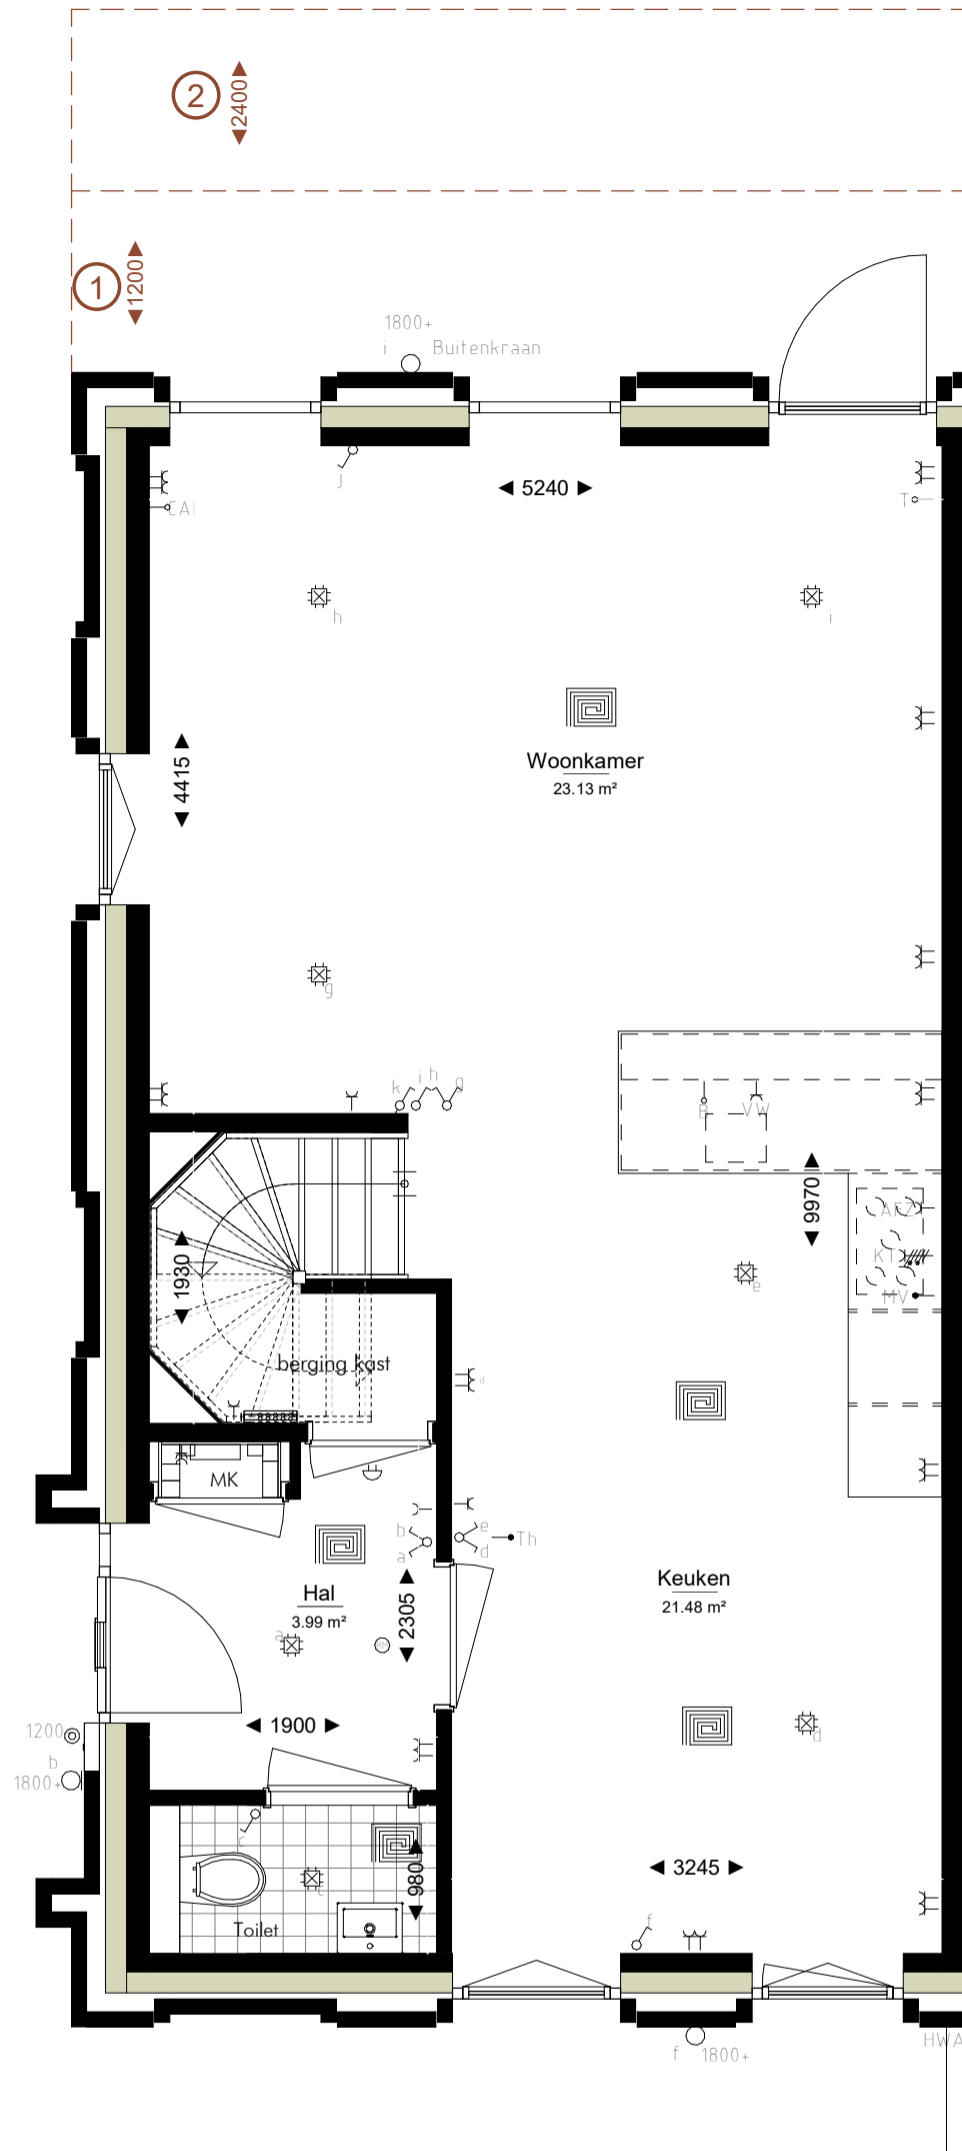 2
2400
1
1200
1800+
i Buitenkraan
j
5240
CAI
T
h
i
Woonkamer
23.13 m²
4415
g
k i h g
B VW
9970
AFZ
KT
MV
e
1930
berging kast
d
MK
b
a
e
d
Th
Hal
3.99 m²
2305
Keuken
21.48 m²
a
1900
1200
b
1800+
d
c
c
980
Toilet
3245
f
f 1800+
HWA